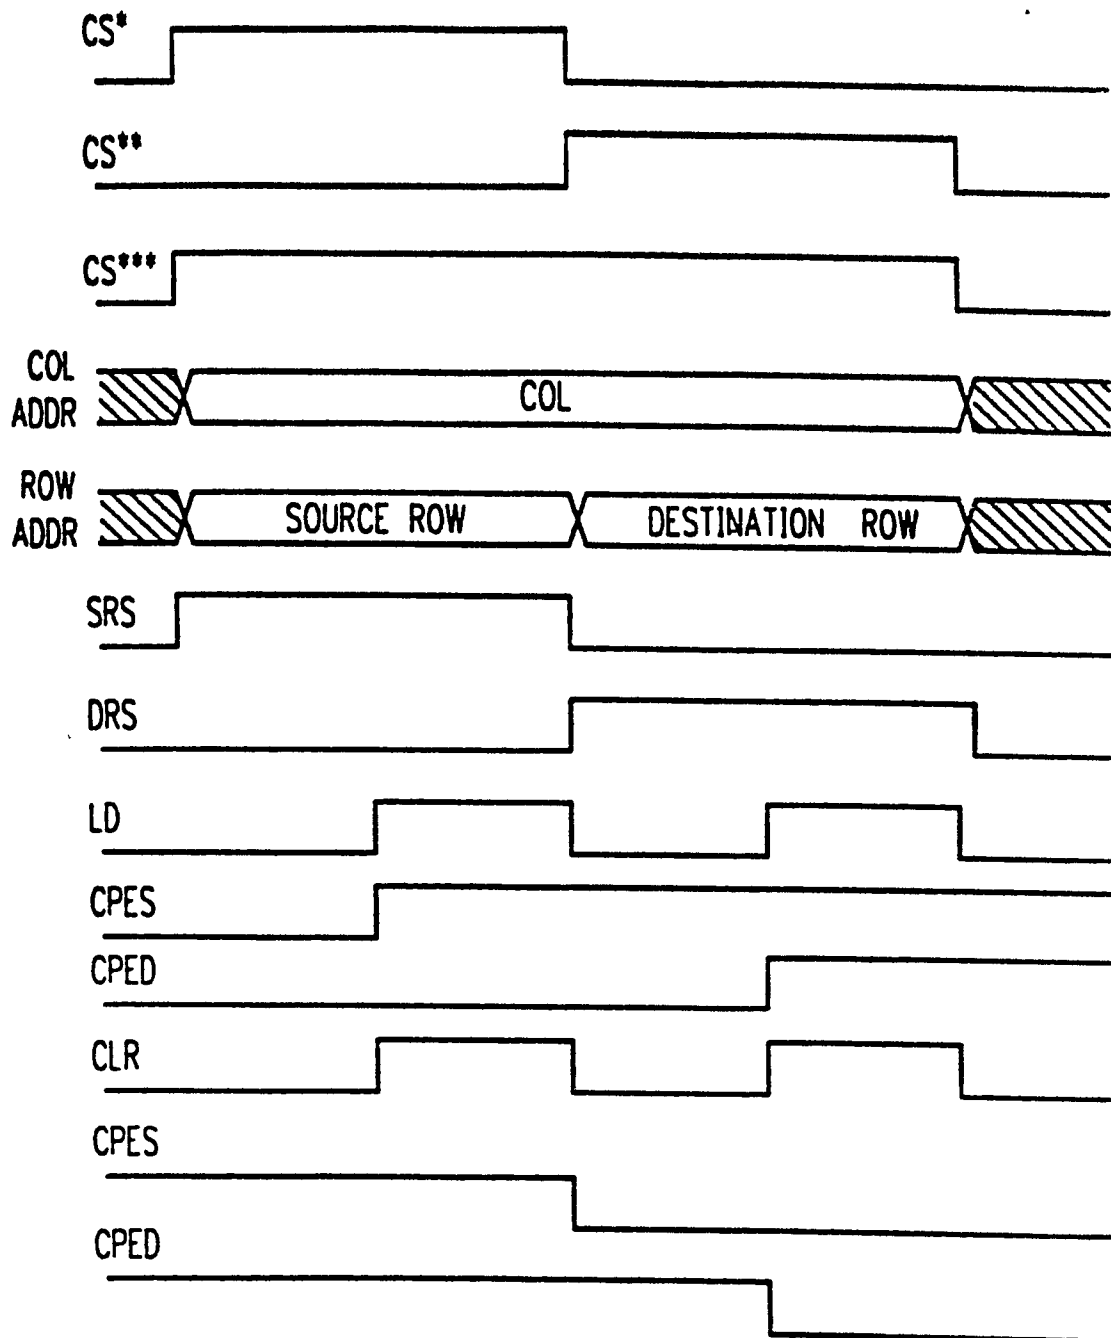 CS*
CS**
CS***
COL
ADDR
COL
ROW
ADDR
SOURCE ROW
DESTINATION ROW
SRS
DRS
LD
CPES
CPED
CLR
CPES
CPED